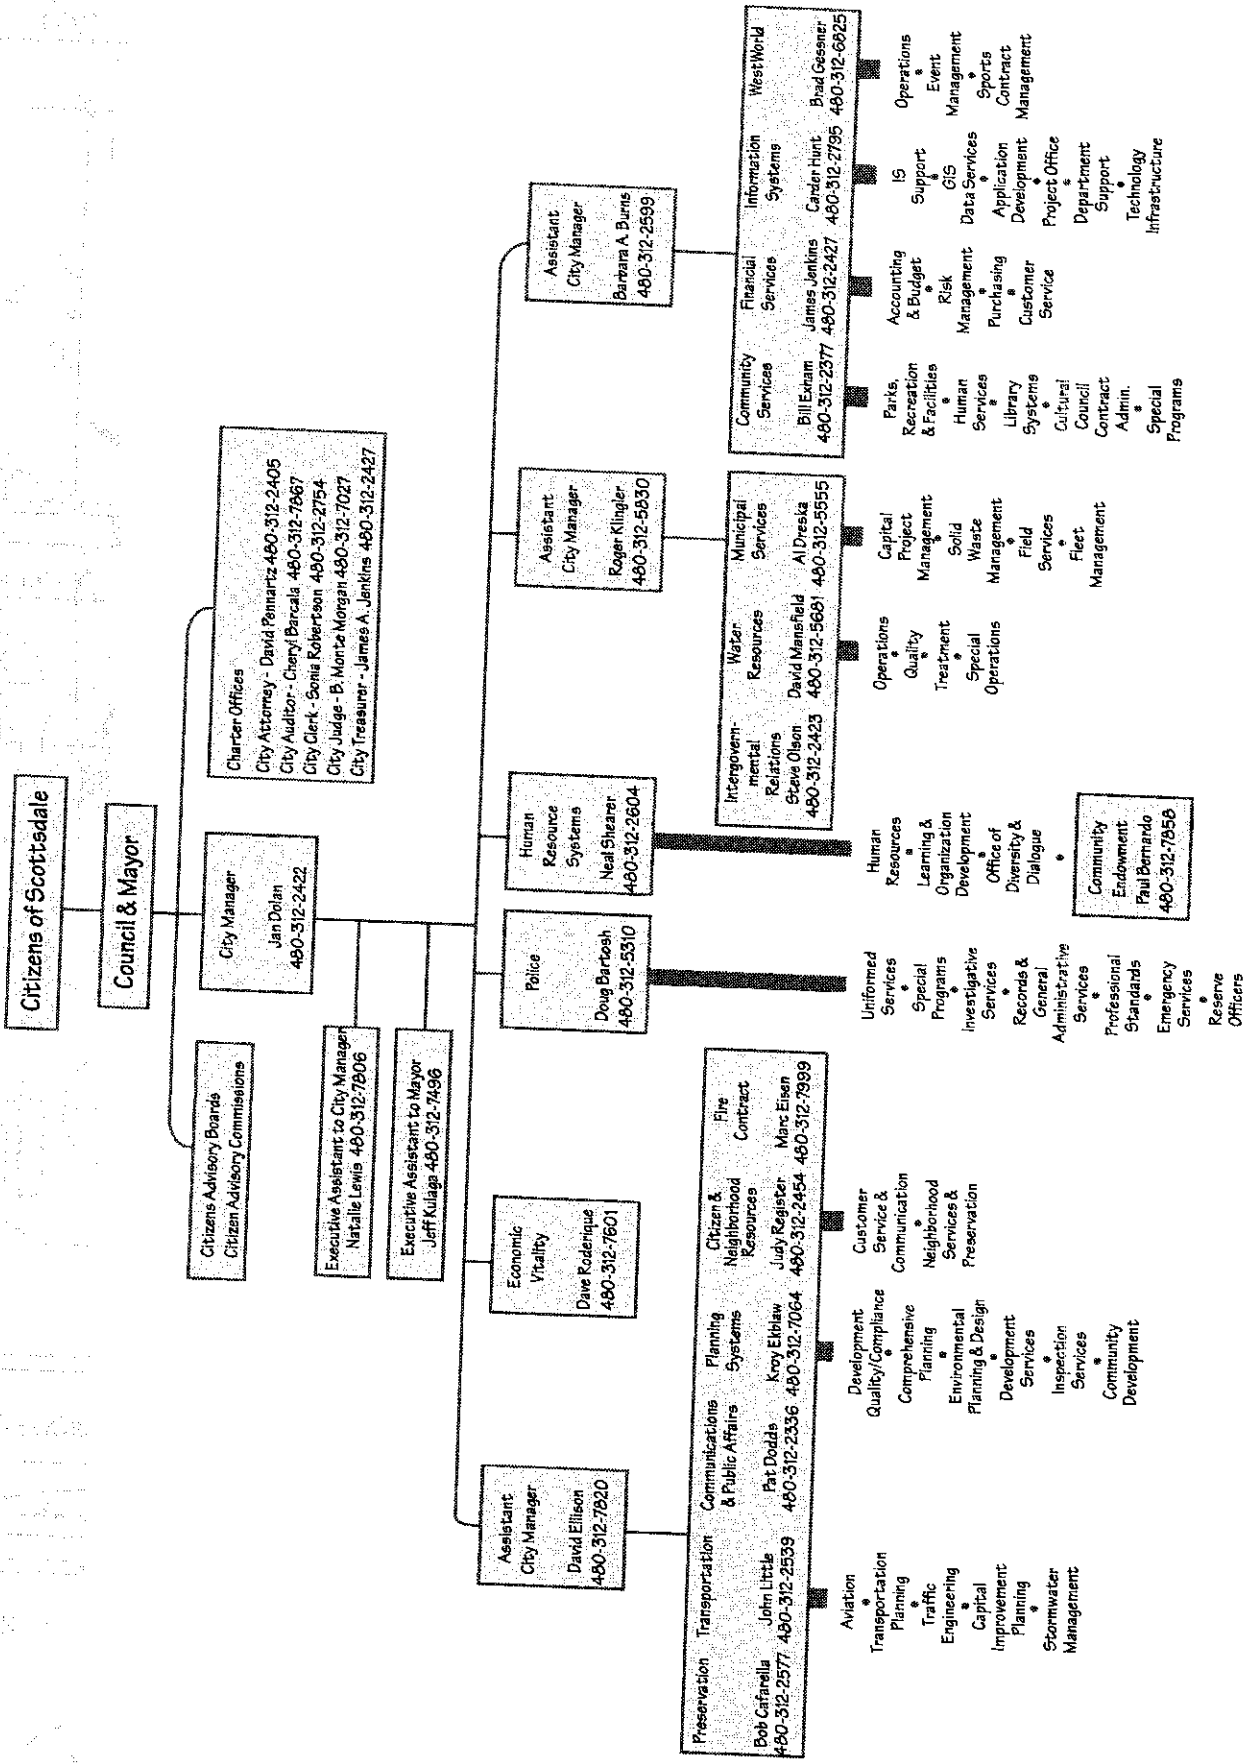 Citizens of Scottsdale
Council & Mayor
Citizens Advisory Boards
Citizen Advisory Commissions
City Manager
Jan Dolan
480-312-2422
Charter Offices
City Attorney - David Pennartz 480-312-2405
City Auditor - Cheryl Barcala 480-312-7867
City Clerk - Sonia Robertson 480-312-2754
City Judge - B. Monte Morgan 480-312-7027
City Treasurer - James A. Jenkins 480-312-2427
Executive Assistant to City Manager
Natalie Lewis 480-312-7806
Executive Assistant to Mayor
Jeff Kulaga 480-312-7496
Assistant
City Manager
David Ellison
480-312-7820
Economic
Vitality
Dave Roderique
480-312-7601
Police
Doug Bartosh
480-312-5310
Human
Resource
Systems
Neal Shearer
480-312-2604
Assistant
City Manager
Roger Klingler
480-312-5830
Assistant
City Manager
Barbara A. Burns
480-312-2599
Preservation
Bob Cafarella
480-312-2577
Transportation
John Little
480-312-2539
Communications
& Public Affairs
Pat Dodds
480-312-2336
Planning
Systems
Kroy Ekblaw
480-312-7064
Citizen &
Neighborhood
Resources
Judy Register
480-312-2454
Fire
Contract
Marc Eisen
480-312-7999
Intergovern-
mental
Relations
Steve Olson
480-312-2423
Water
Resources
David Mansfield
480-312-5681
Municipal
Services
Al Dreska
480-312-5555
Community
Services
Bill Exham
480-312-2377
Financial
Services
James Jenkins
480-312-2427
Information
Systems
Carder Hunt
480-312-2795
WestWorld
Brad Gessner
480-312-6825
Aviation
•
Transportation
Planning
•
Traffic
Engineering
•
Capital
Improvement
Planning
•
Stormwater
Management
Development
Quality/Compliance
•
Comprehensive
Planning
•
Environmental
Planning & Design
•
Development
Services
•
Inspection
Services
•
Community
Development
Customer
Service &
Communication
•
Neighborhood
Services &
Preservation
Uniformed
Services
•
Special
Programs
•
Investigative
Services
•
Records &
General
Administrative
Services
•
Professional
Standards
•
Emergency
Services
•
Reserve
Officers
Human
Resources
•
Learning &
Organization
Development
•
Office of
Diversity &
Dialogue
•
Community
Endowment
Paul Bernardo
480-312-7858
Operations
•
Quality
•
Treatment
•
Special
Operations
Capital
Project
Management
•
Solid
Waste
Management
•
Field
Services
•
Fleet
Management
Parks,
Recreation
& Facilities
•
Human
Services
•
Library
Systems
•
Cultural
Council
Contract
Admin.
•
Special
Programs
Accounting
& Budget
•
Risk
Management
•
Purchasing
•
Customer
Service
IS
Support
•
GIS
Data Services
•
Application
Development
•
Project Office
•
Department
Support
•
Technology
Infrastructure
Operations
•
Event
Management
•
Sports
Contract
Management